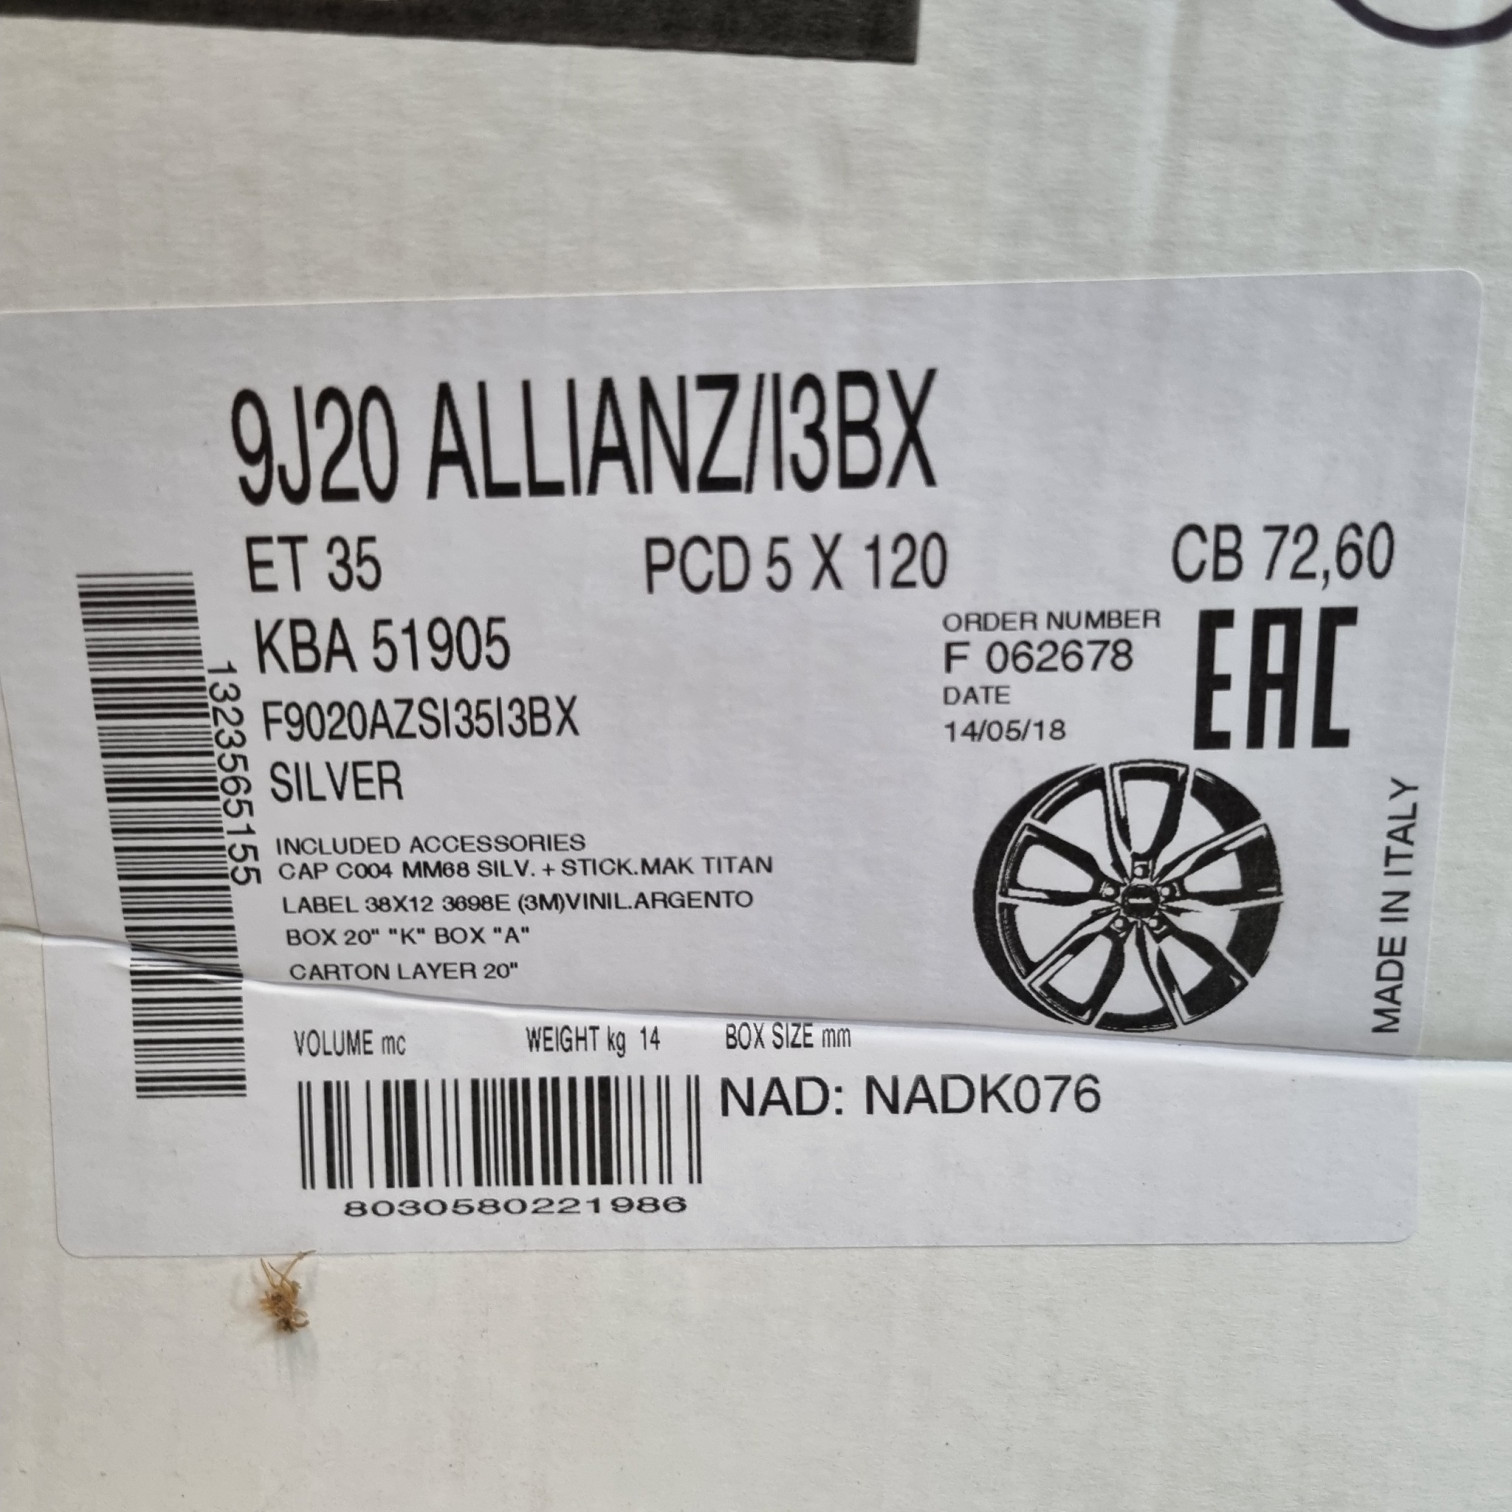 9J20 ALLIANZ/I3BX
ET 35 PCD 5 X 120 CB 72,60
KBA 51905
F9020AZSI35I3BX
SILVER
ORDER NUMBER
F 062678
DATE
14/05/18
EAC
1323565155
INCLUDED ACCESSORIES
CAP C004 MM68 SILV. + STICK.MAK TITAN
LABEL 38X12 3698E (3M)VINIL.ARGENTO
BOX 20" "K" BOX "A"
CARTON LAYER 20"
MADE IN ITALY
VOLUME mc WEIGHT kg 14 BOX SIZE mm
NAD: NADK076
8030580221986